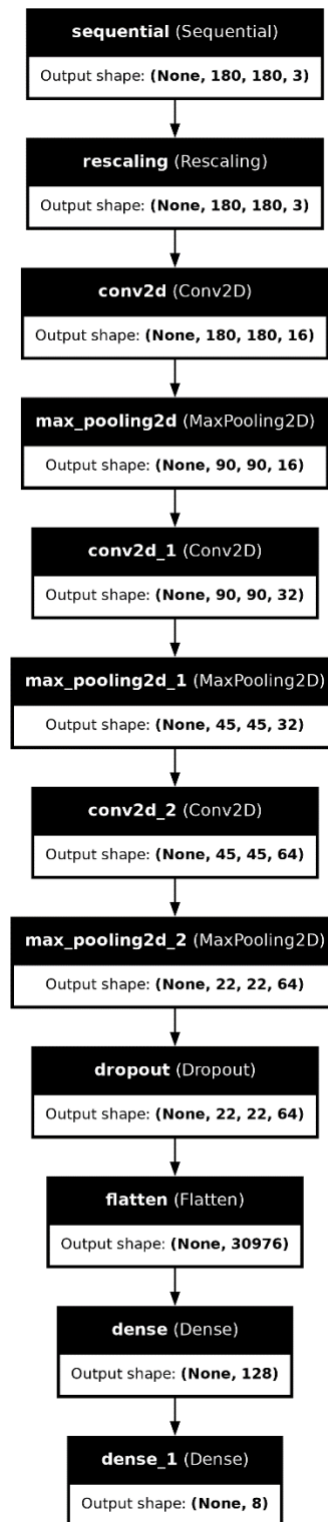 sequential (Sequential)
Output shape: (None, 180, 180, 3)
rescaling (Rescaling)
Output shape: (None, 180, 180, 3)
conv2d (Conv2D)
Output shape: (None, 180, 180, 16)
max_pooling2d (MaxPooling2D)
Output shape: (None, 90, 90, 16)
conv2d_1 (Conv2D)
Output shape: (None, 90, 90, 32)
max_pooling2d_1 (MaxPooling2D)
Output shape: (None, 45, 45, 32)
conv2d_2 (Conv2D)
Output shape: (None, 45, 45, 64)
max_pooling2d_2 (MaxPooling2D)
Output shape: (None, 22, 22, 64)
dropout (Dropout)
Output shape: (None, 22, 22, 64)
flatten (Flatten)
Output shape: (None, 30976)
dense (Dense)
Output shape: (None, 128)
dense_1 (Dense)
Output shape: (None, 8)